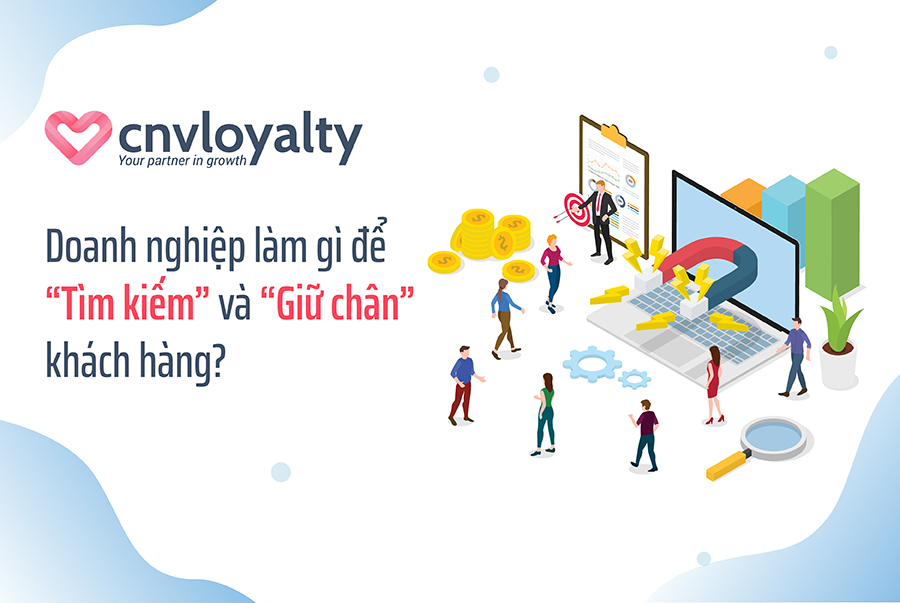 cnvloyalty
Your partner in growth
Doanh nghiệp làm gì để
“Tìm kiếm” và “Giữ chân”
khách hàng?